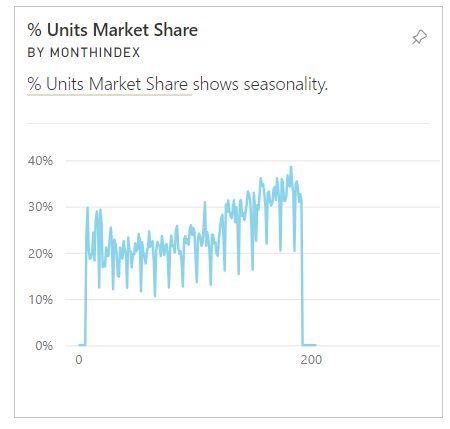 % Units Market Share
BY MONTHINDEX
% Units Market Share shows seasonality.
40%
30%
20%
10%
0%
0 200